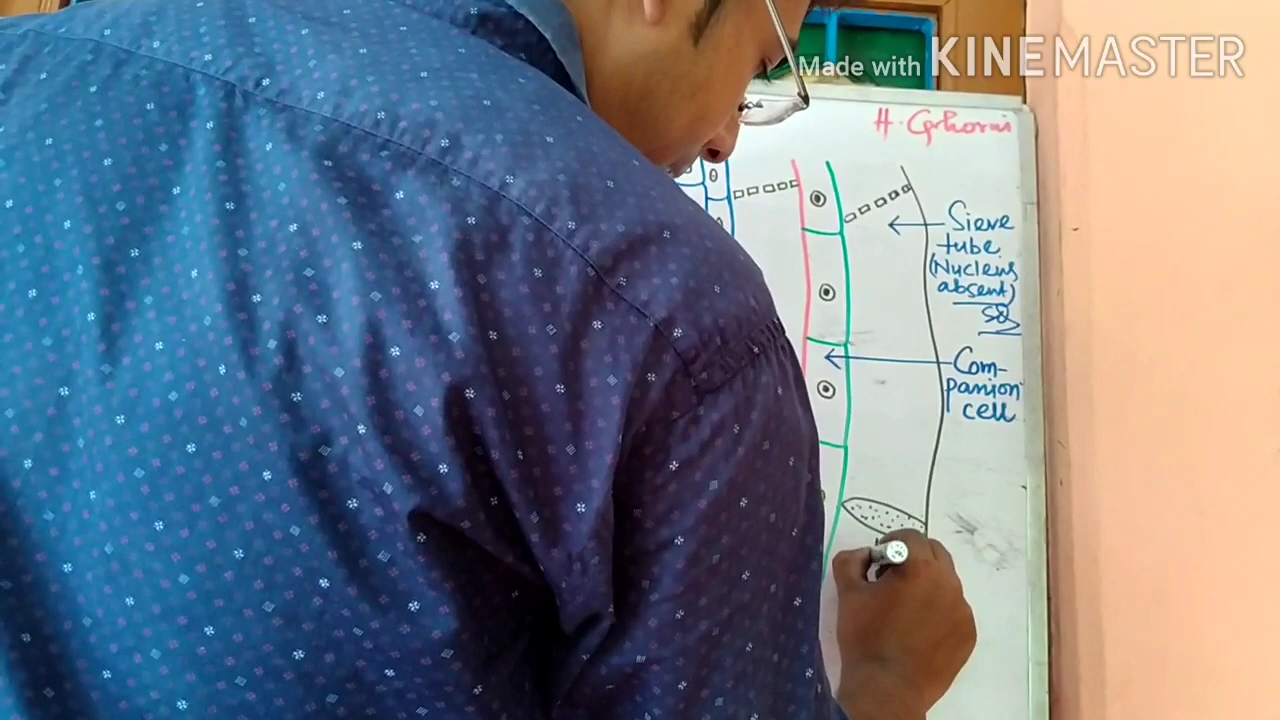 Made with KINEMASTER
Sieve
tube
(Nucleus
absent)
Com-
panion
cell